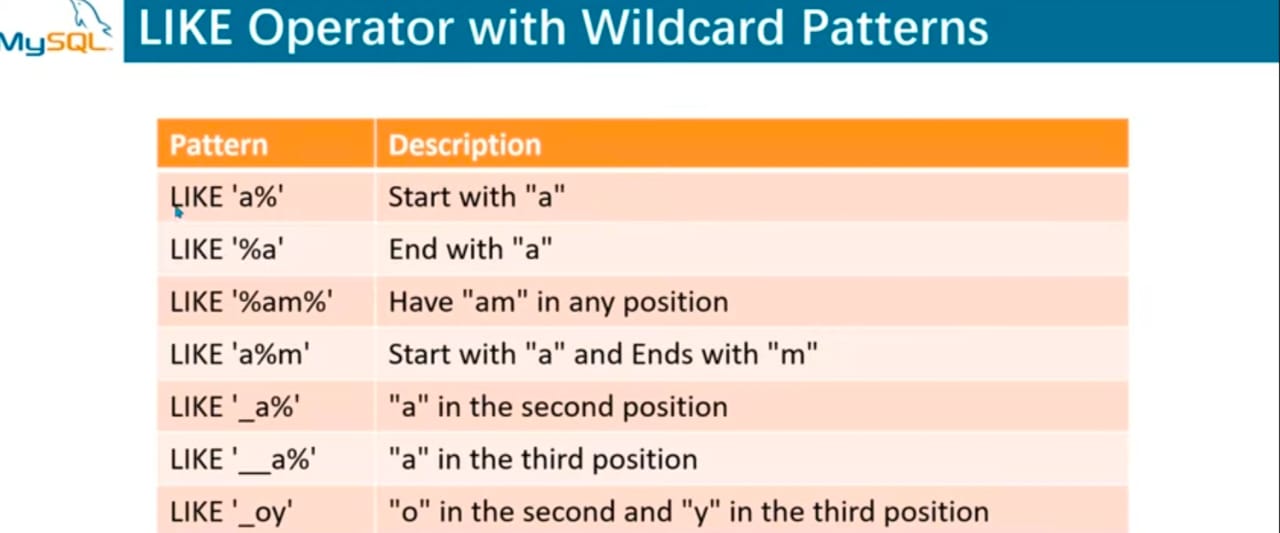 MySQL
LIKE Operator with Wildcard Patterns
Pattern Description
LIKE 'a%' Start with "a"
LIKE '%a' End with "a"
LIKE '%am%' Have "am" in any position
LIKE 'a%m' Start with "a" and Ends with "m"
LIKE '_a%' "a" in the second position
LIKE '__a%' "a" in the third position
LIKE '_oy' "o" in the second and "y" in the third position